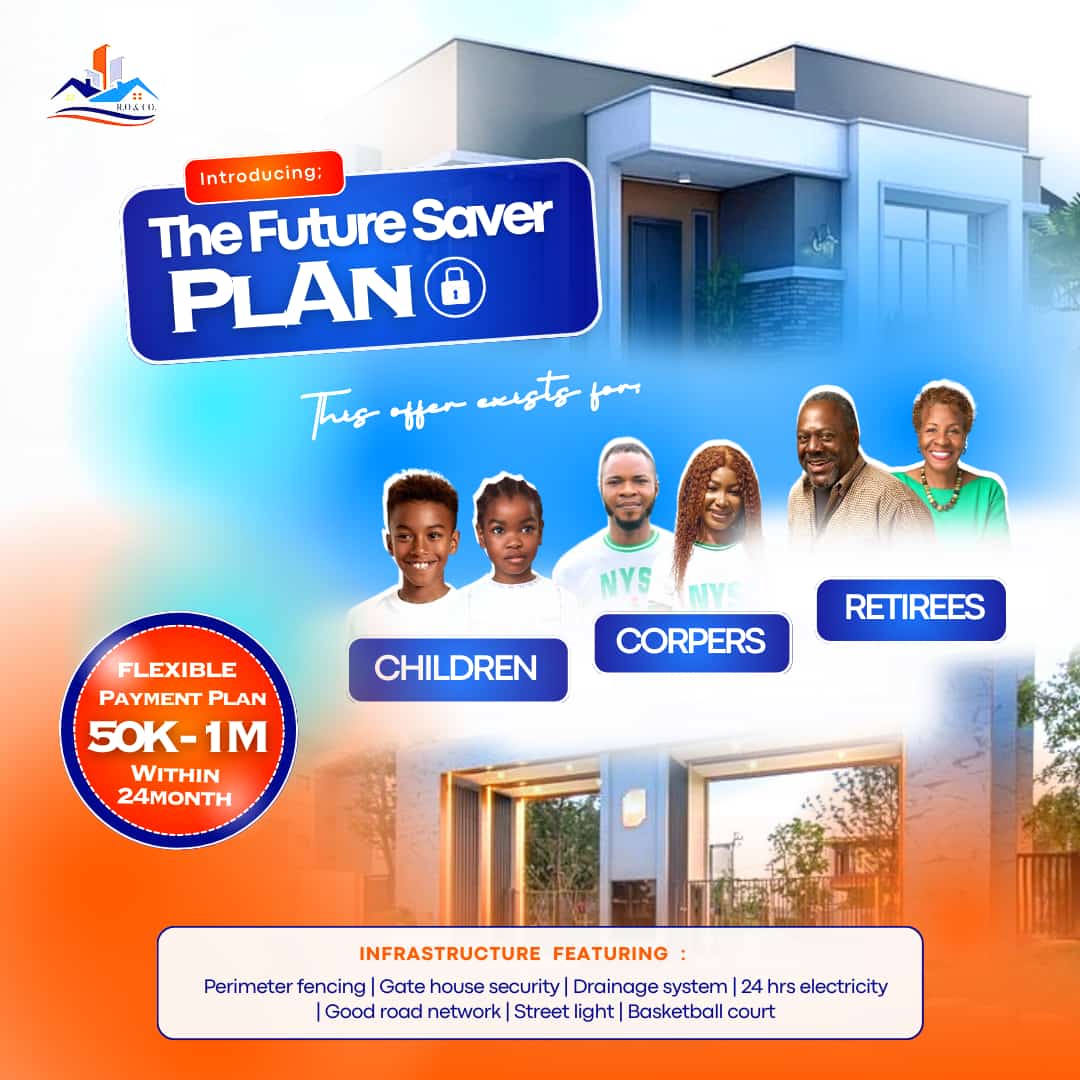 R.O & CO.
Introducing;
The Future Saver
PLAN
This offer exists for;
NYS
NYS
CHILDREN
CORPERS
RETIREES
FLEXIBLE
PAYMENT PLAN
50K - 1M
WITHIN
24MONTH
INFRASTRUCTURE FEATURING :
Perimeter fencing | Gate house security | Drainage system | 24 hrs electricity
| Good road network | Street light | Basketball court